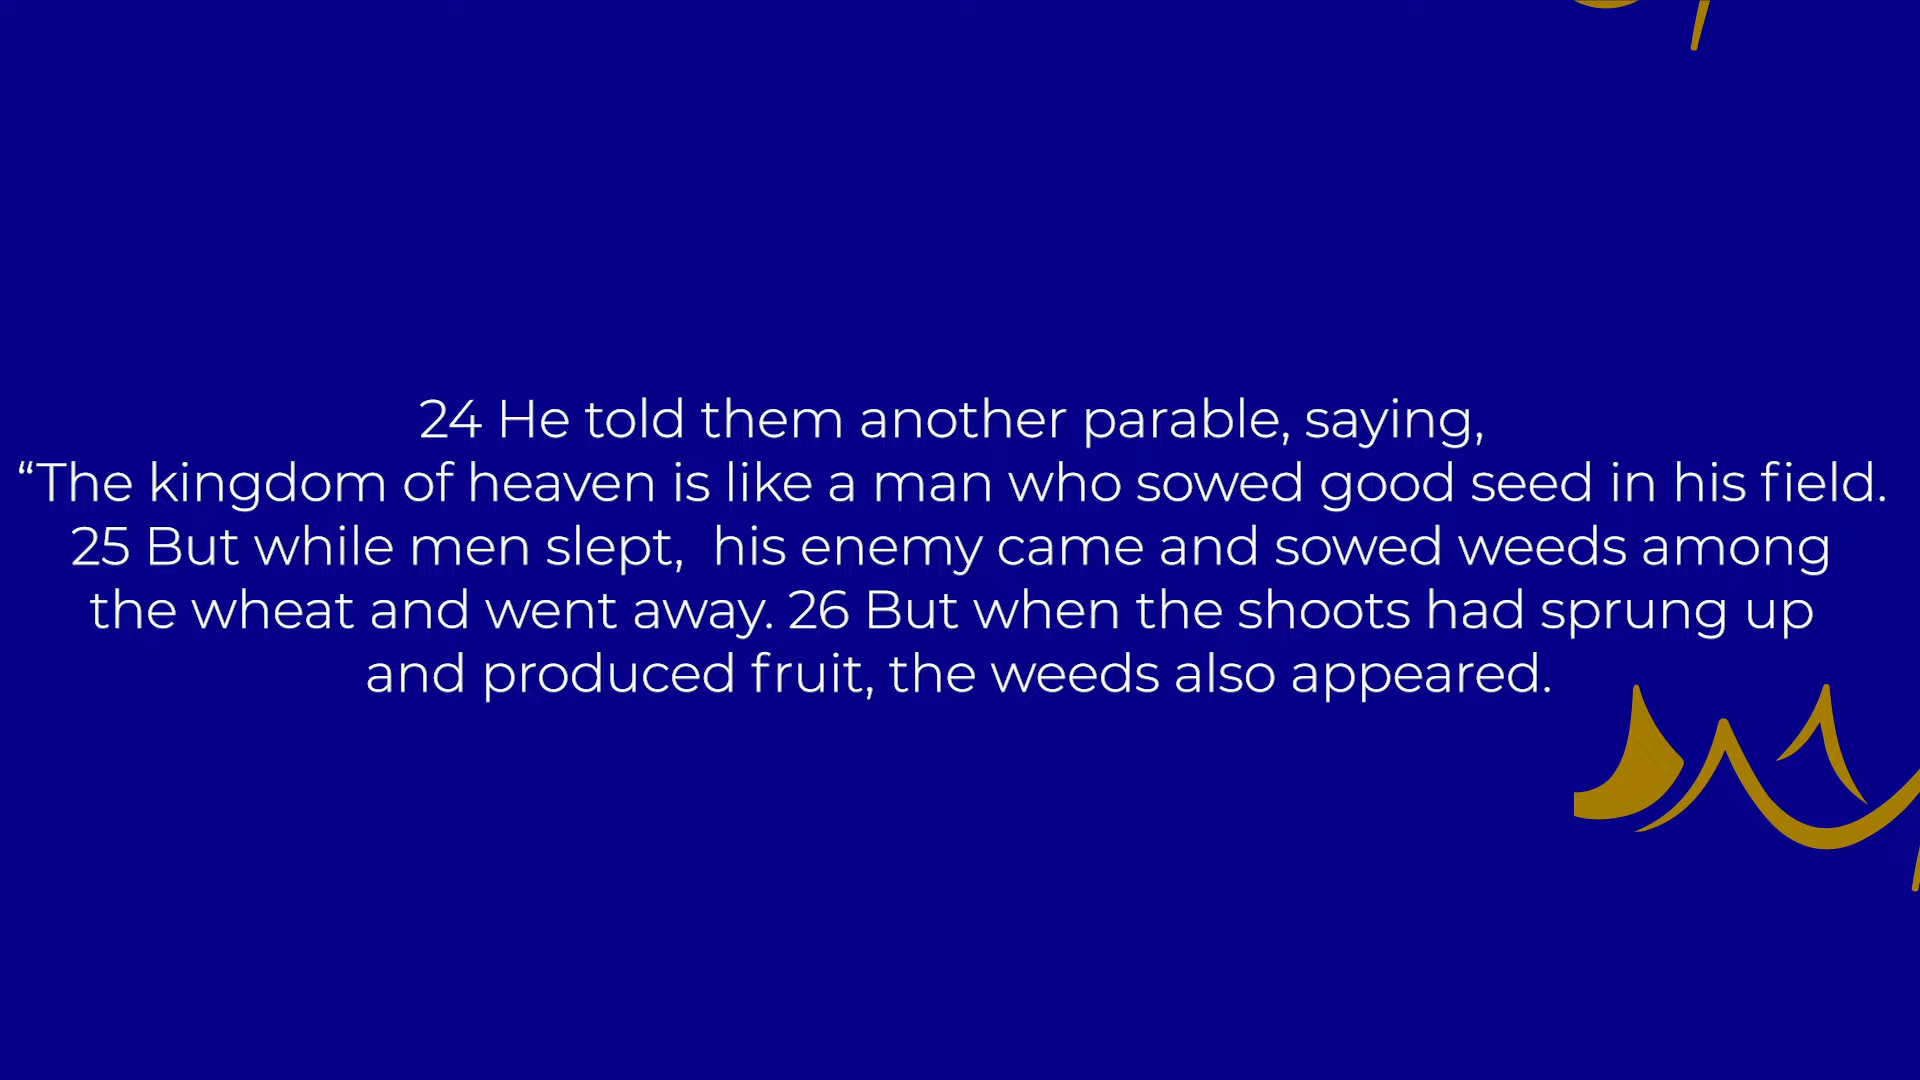 24 He told them another parable, saying,
“The kingdom of heaven is like a man who sowed good seed in his field.
25 But while men slept,  his enemy came and sowed weeds among
the wheat and went away. 26 But when the shoots had sprung up
and produced fruit, the weeds also appeared.